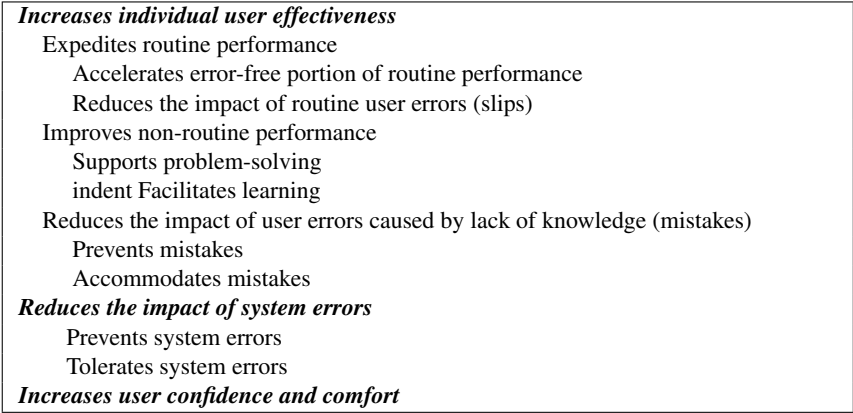 Increases individual user effectiveness
Expedites routine performance
Accelerates error-free portion of routine performance
Reduces the impact of routine user errors (slips)
Improves non-routine performance
Supports problem-solving
indent Facilitates learning
Reduces the impact of user errors caused by lack of knowledge (mistakes)
Prevents mistakes
Accommodates mistakes
Reduces the impact of system errors
Prevents system errors
Tolerates system errors
Increases user confidence and comfort